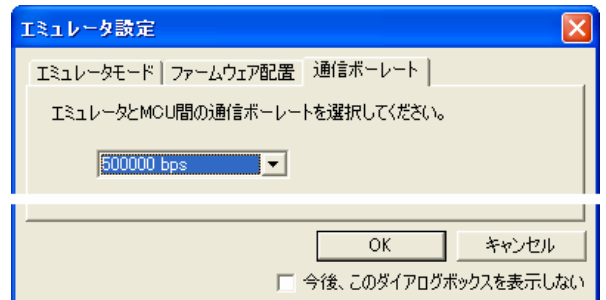 エミュレータ設定
エミュレータモード ファームウェア配置 通信ボーレート
エミュレータとMCU間の通信ボーレートを選択してください。
500000 bps
OK キャンセル
今後、このダイアログボックスを表示しない